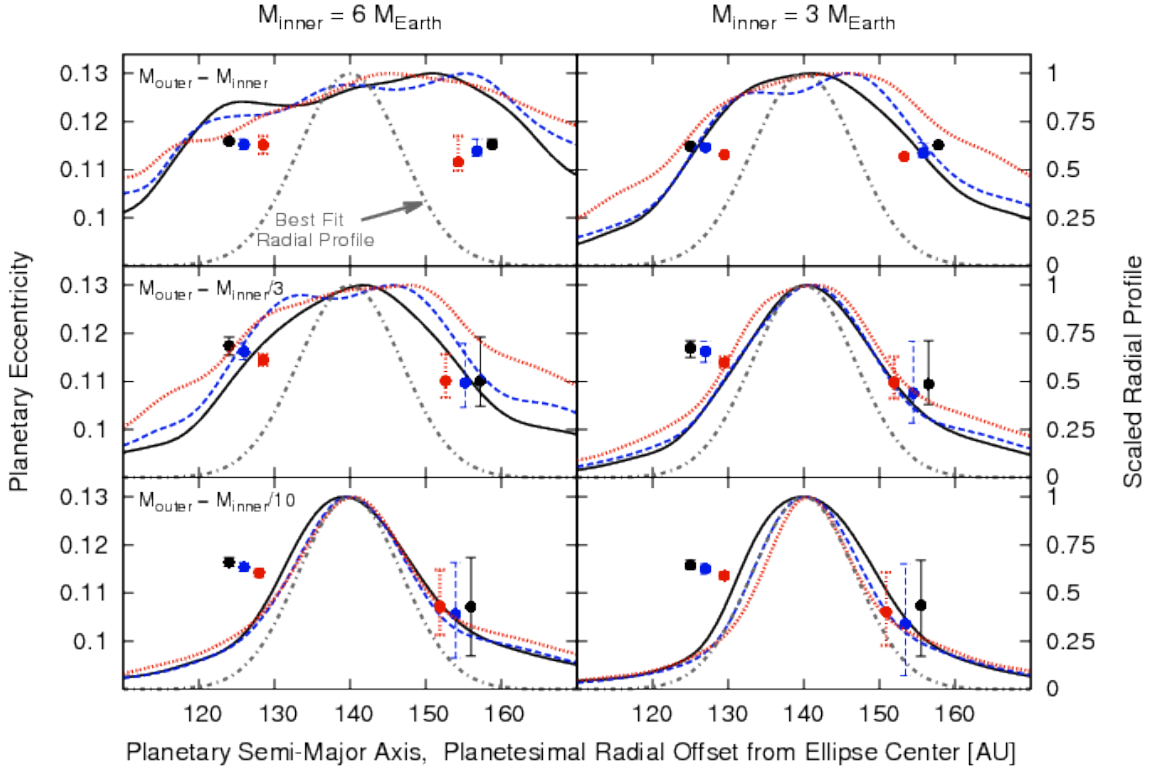 M_inner = 6 M_Earth
M_inner = 3 M_Earth
M_outer – M_inner
0.13
0.12
0.11
0.1
Best Fit
Radial Profile
1
0.75
0.5
0.25
0
M_outer – M_inner/3
0.13
0.12
0.11
0.1
1
0.75
0.5
0.25
0
M_outer – M_inner/10
0.13
0.12
0.11
0.1
1
0.75
0.5
0.25
0
Planetary Eccentricity
Scaled Radial Profile
120 130 140 150 160
120 130 140 150 160
Planetary Semi-Major Axis, Planetesimal Radial Offset from Ellipse Center [AU]